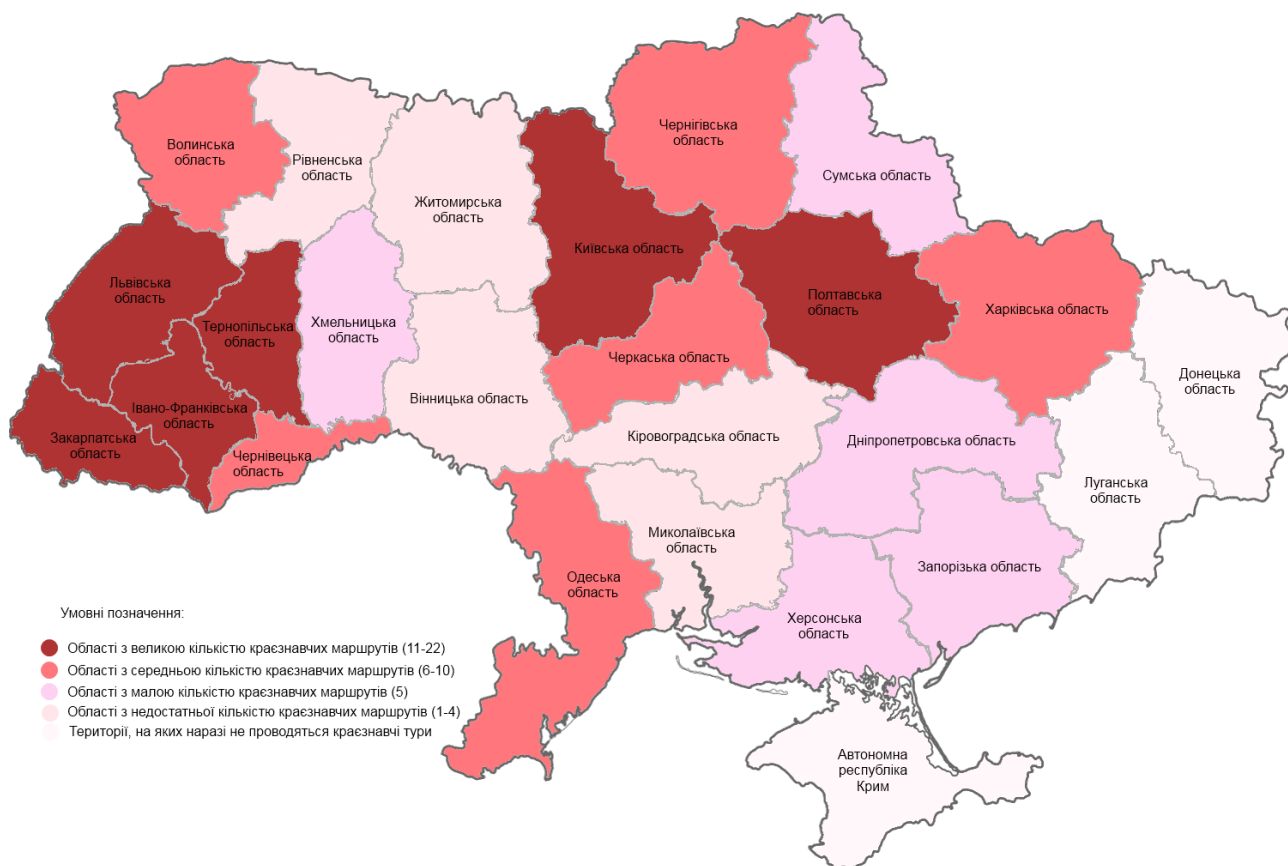 Волинська
область
Рівненська
область
Житомирська
область
Чернігівська
область
Сумська область
Київська область
Львівська
область
Тернопільська
область
Хмельницька
область
Полтавська
область
Харківська область
Черкаська область
Донецька
область
Івано-Франківська
область
Закарпатська
область
Чернівецька
область
Вінницька область
Кіровоградська область
Дніпропетровська область
Луганська
область
Миколаївська
область
Одеська
область
Запорізька область
Херсонська
область
Автономна
республіка
Крим
Умовні позначення:
Області з великою кількістю краєзнавчих маршрутів (11-22)
Області з середньою кількістю краєзнавчих маршрутів (6-10)
Області з малою кількістю краєзнавчих маршрутів (5)
Області з недостатньої кількістю краєзнавчих маршрутів (1-4)
Території, на яких наразі не проводяться краєзнавчі тури